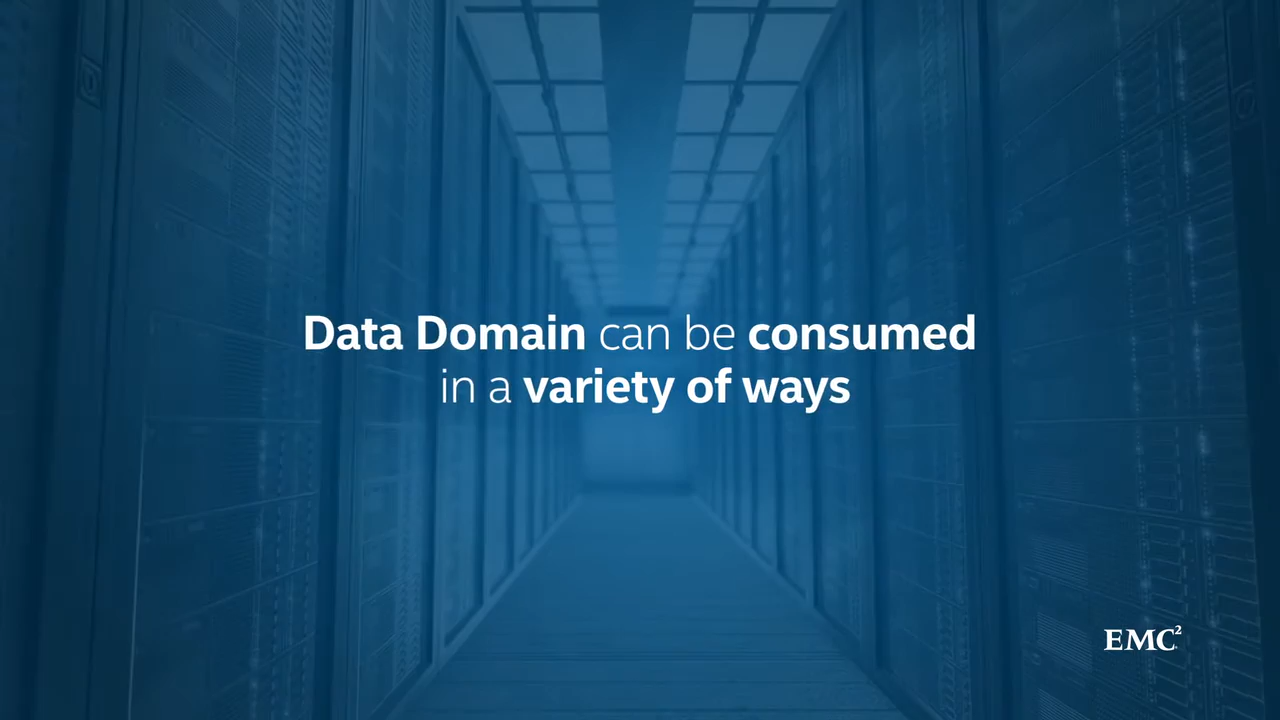 Data Domain can be consumed
in a variety of ways
EMC²